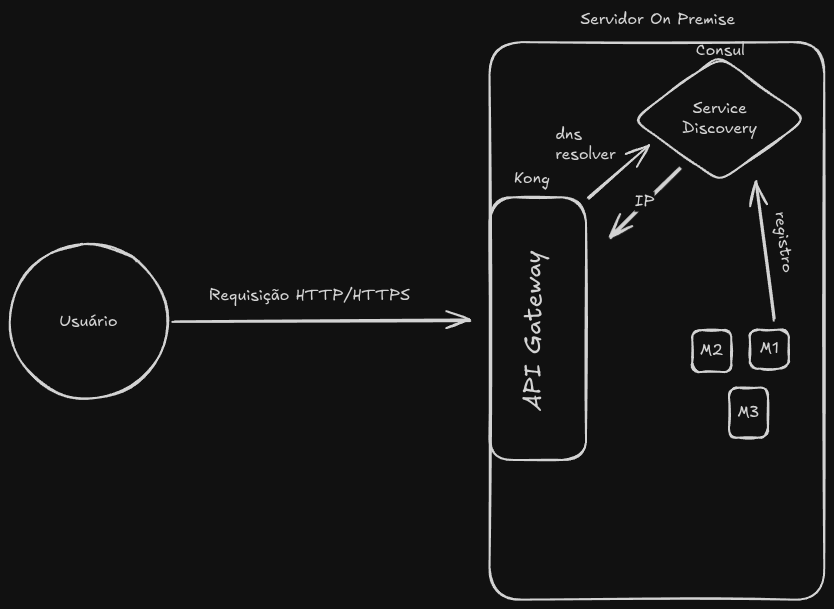 Servidor On Premise
Consul
Service
Discovery
dns
resolver
Kong
IP
registro
API Gateway
Requisição HTTP/HTTPS
Usuário
M2
M1
M3